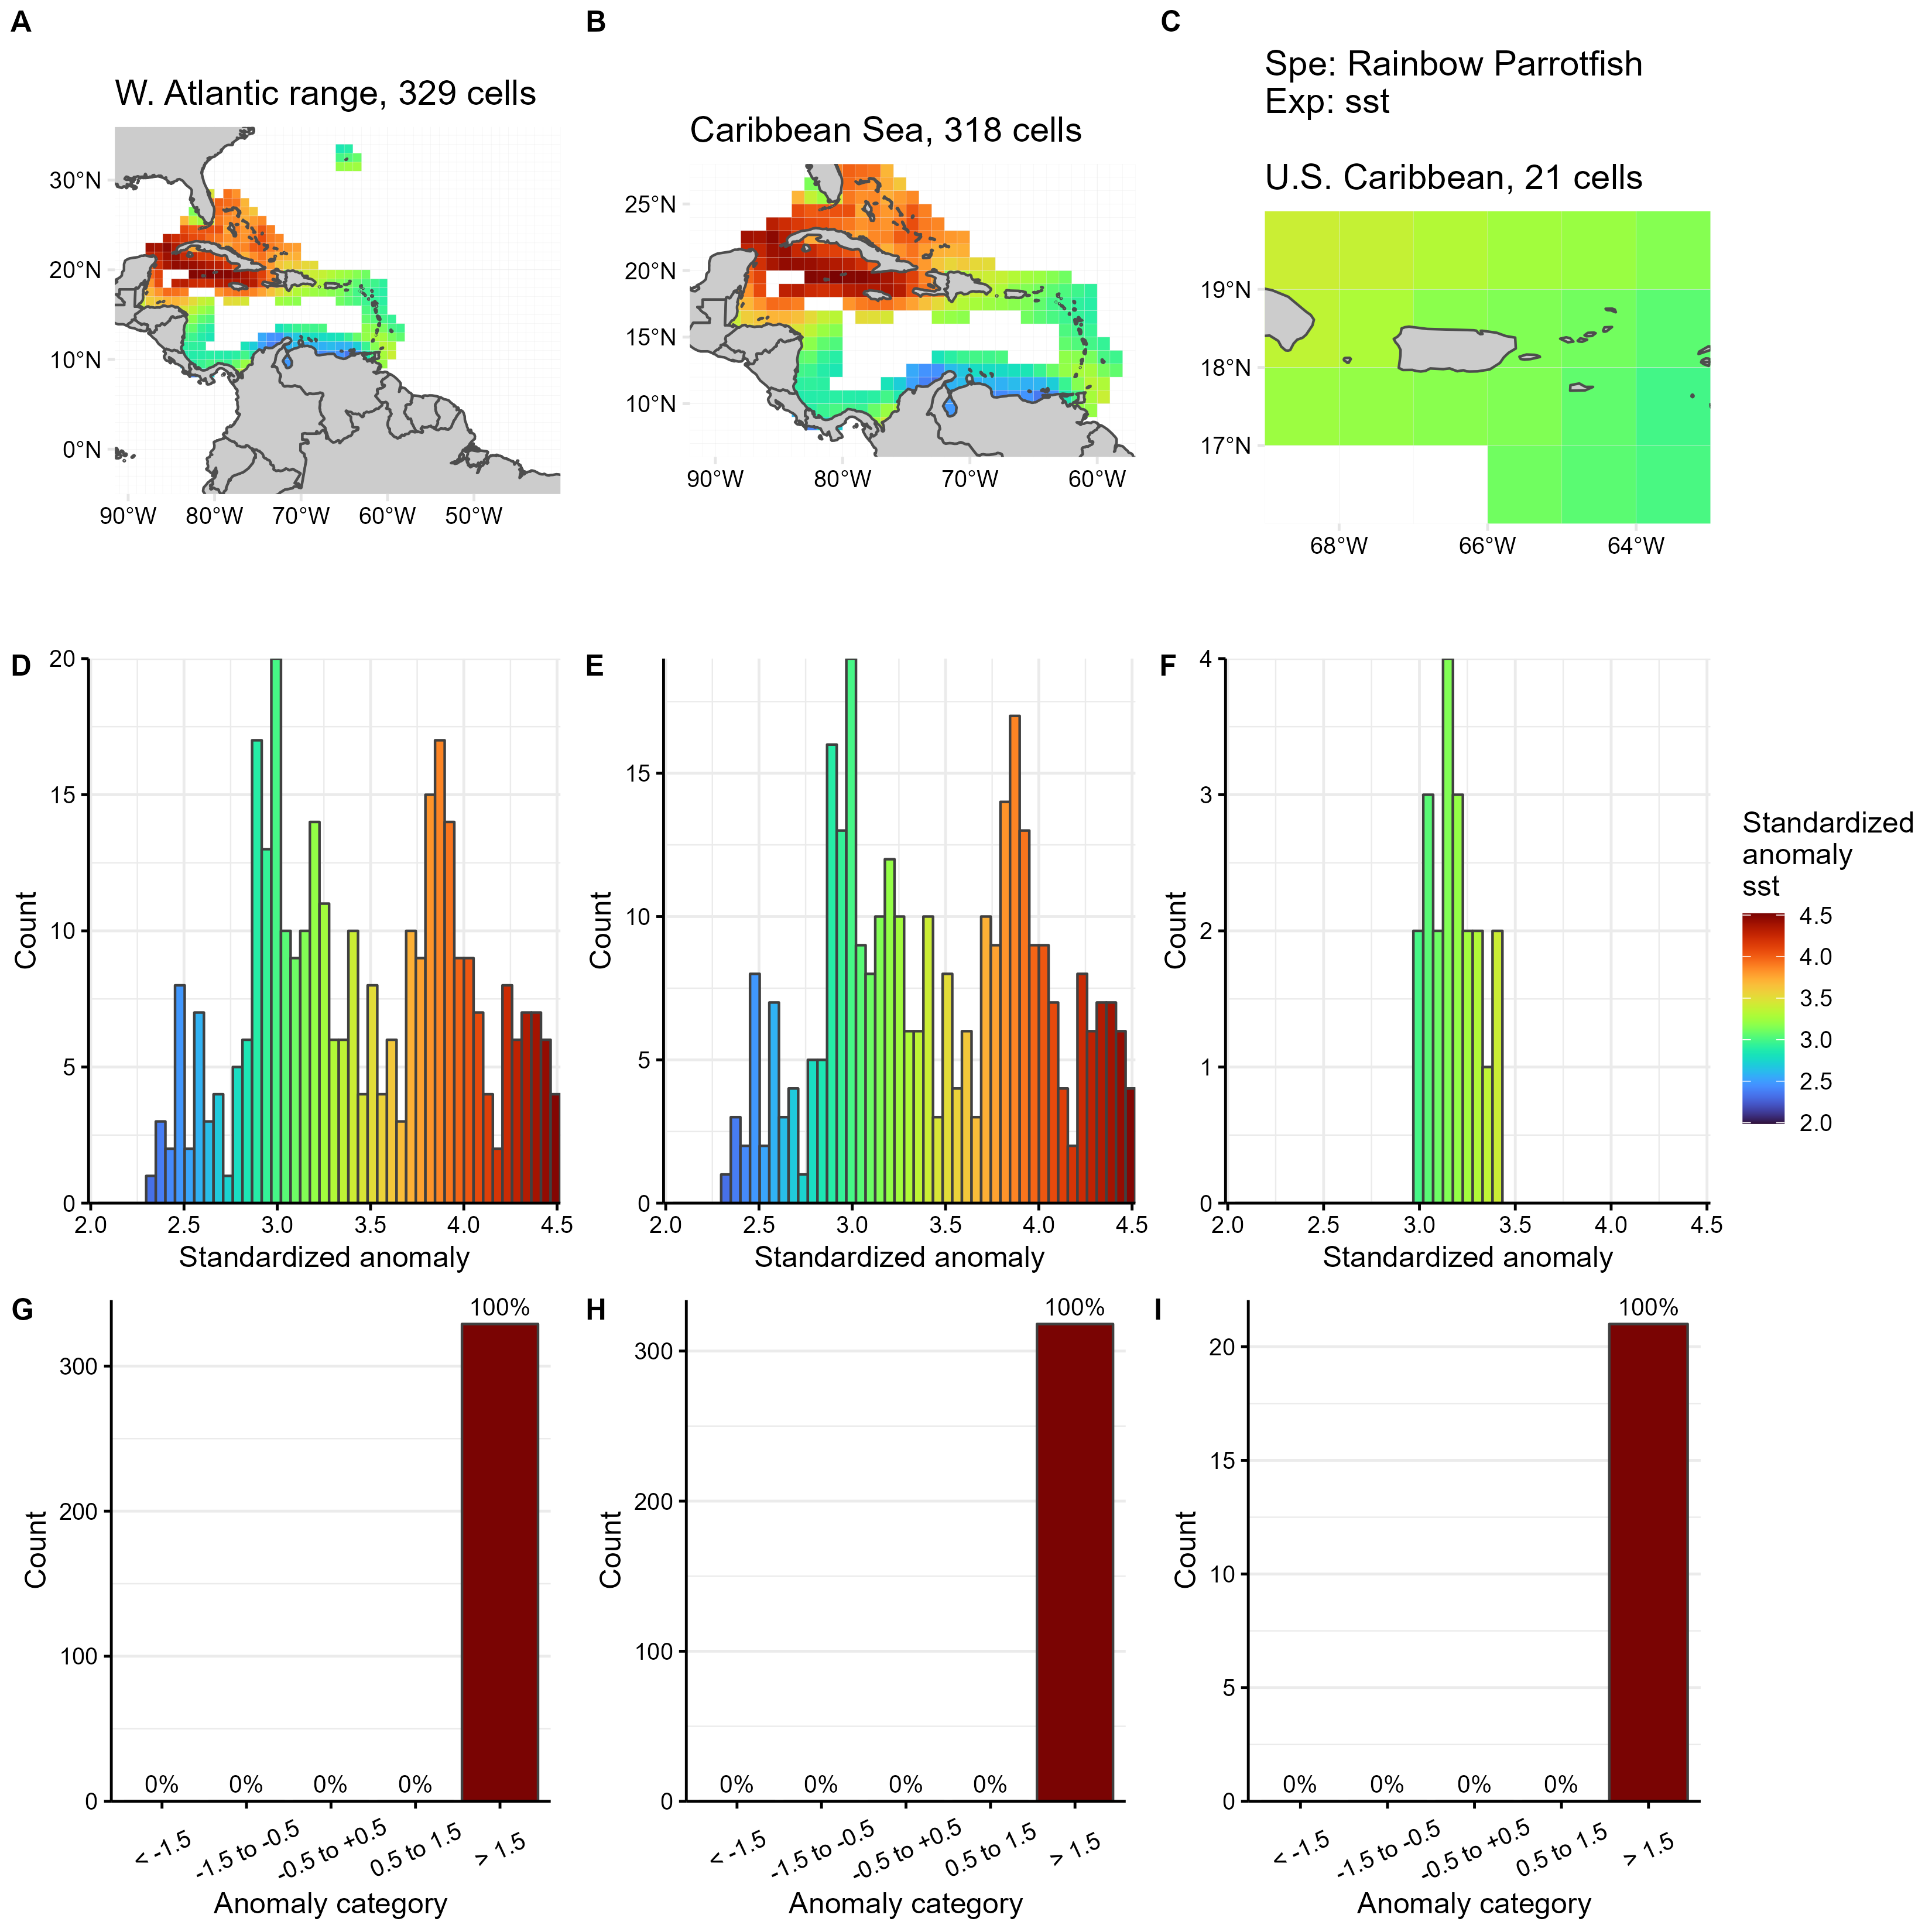 A
B
C
W. Atlantic range, 329 cells
Caribbean Sea, 318 cells
Spe: Rainbow Parrotfish
Exp: sst
U.S. Caribbean, 21 cells
30°N
20°N
10°N
0°N
90°W 80°W 70°W 60°W 50°W
25°N
20°N
15°N
10°N
90°W 80°W 70°W 60°W
19°N
18°N
17°N
68°W 66°W 64°W
D
20
15
10
5
0
Count
2.0 2.5 3.0 3.5 4.0 4.5
Standardized anomaly
E
15
10
5
0
Count
2.0 2.5 3.0 3.5 4.0 4.5
Standardized anomaly
F
4
3
2
1
0
Count
2.0 2.5 3.0 3.5 4.0 4.5
Standardized anomaly
Standardized
anomaly
sst
4.5
4.0
3.5
3.0
2.5
2.0
G
300
200
100
0
Count
0% 0% 0% 0% 100%
< -1.5 -1.5 to -0.5 -0.5 to +0.5 0.5 to 1.5 > 1.5
Anomaly category
H
300
200
100
0
Count
0% 0% 0% 0% 100%
< -1.5 -1.5 to -0.5 -0.5 to +0.5 0.5 to 1.5 > 1.5
Anomaly category
I
20
15
10
5
0
Count
0% 0% 0% 0% 100%
< -1.5 -1.5 to -0.5 -0.5 to +0.5 0.5 to 1.5 > 1.5
Anomaly category